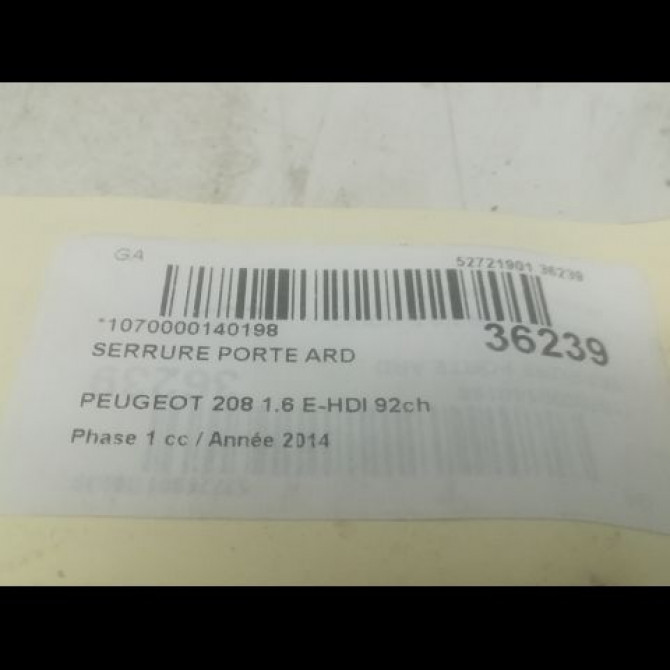 G4
52721901 36239
*1070000140198
36239
SERRURE PORTE ARD
PEUGEOT 208 1.6 E-HDI 92ch
Phase 1 cc / Année 2014